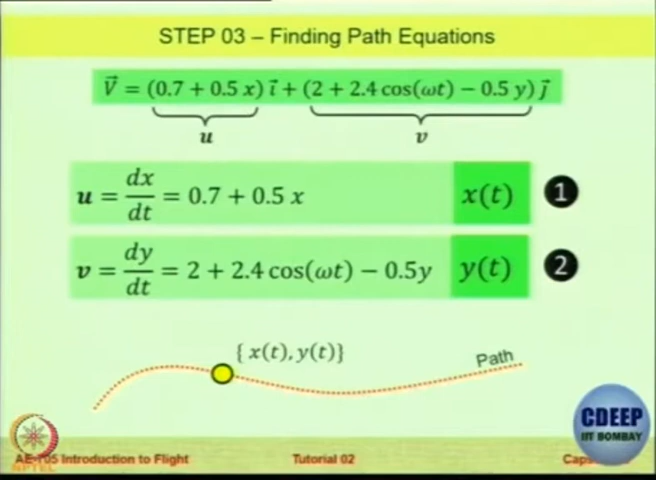 STEP 03 – Finding Path Equations
V⃗ = (0.7 + 0.5 x) i⃗ + (2 + 2.4 cos(ωt) − 0.5 y) j⃗
u v
u = dx/dt = 0.7 + 0.5 x x(t) 1
v = dy/dt = 2 + 2.4 cos(ωt) − 0.5y y(t) 2
{ x(t), y(t)}
Path
CDEEP
IIT BOMBAY
Introduction to Flight Tutorial 02
NPTEL